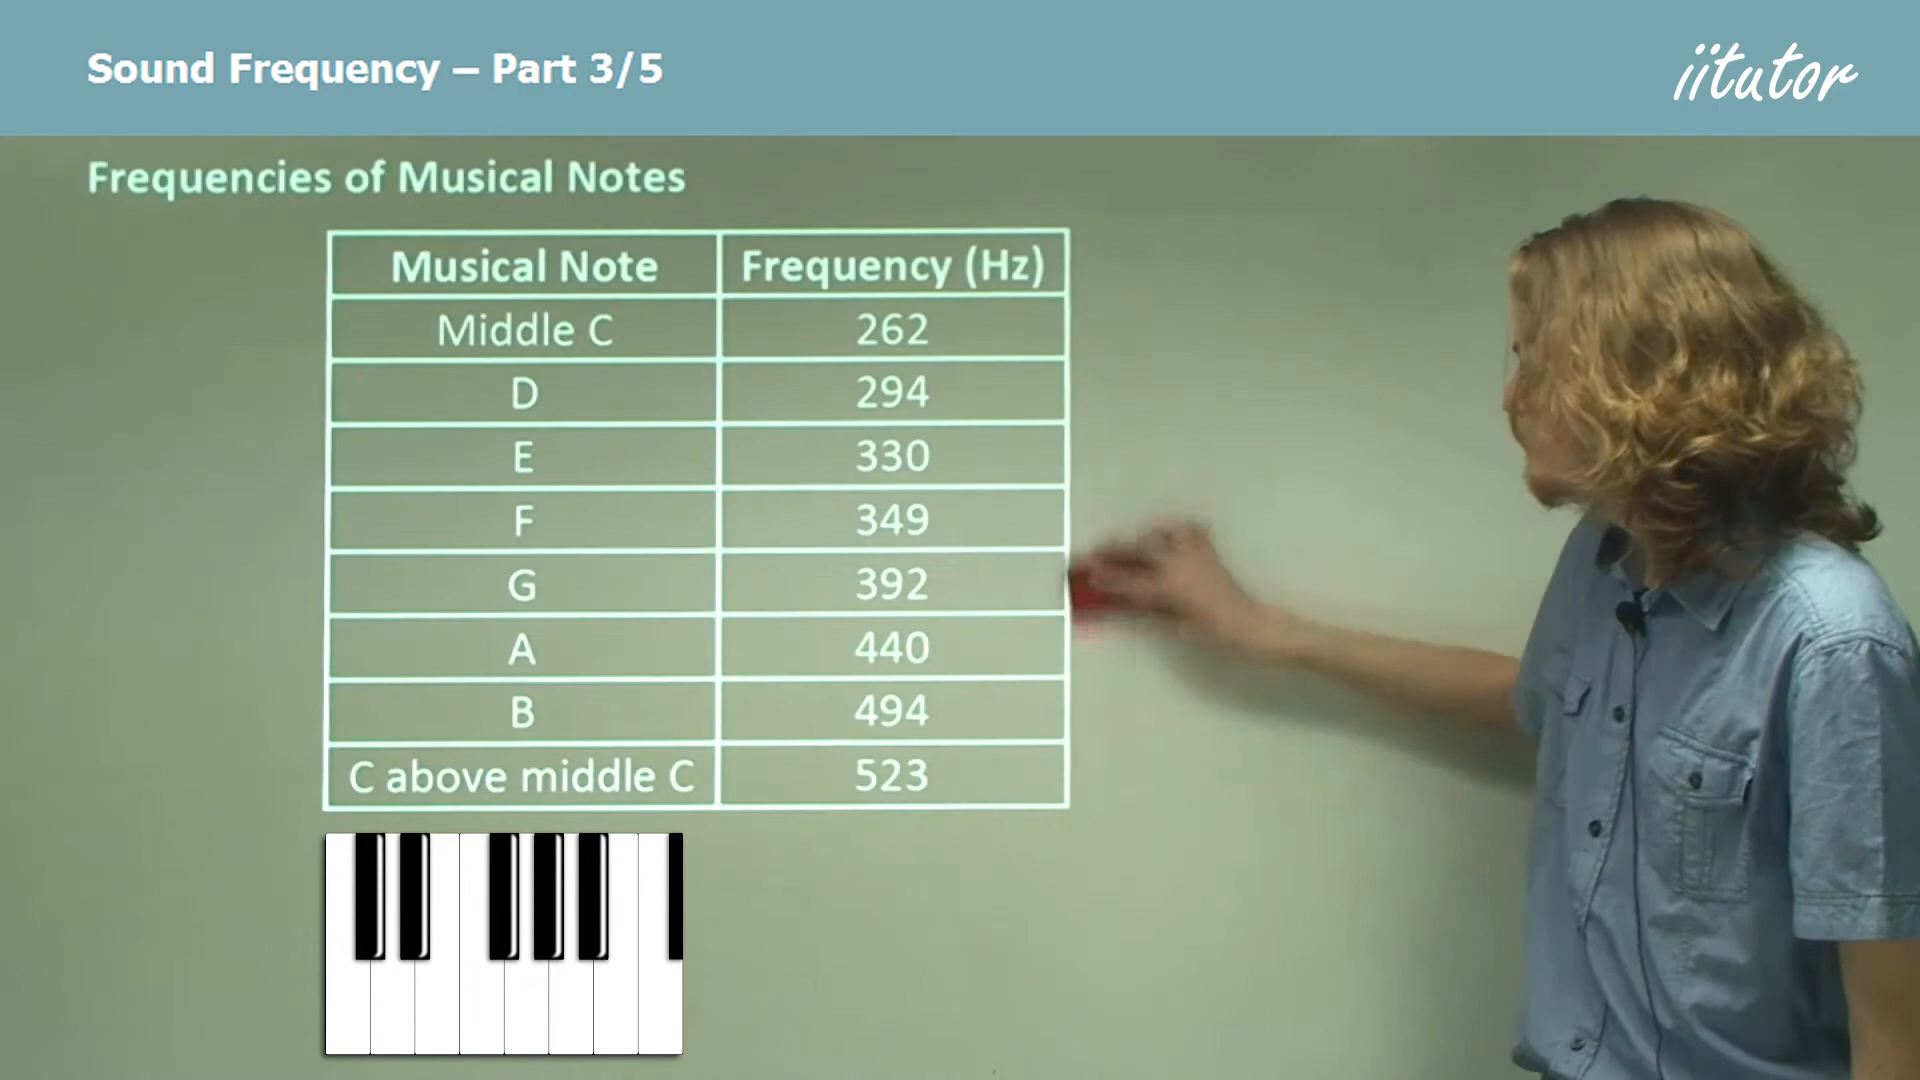 Sound Frequency – Part 3/5
iitutor
Frequencies of Musical Notes
Musical Note Frequency (Hz)
Middle C 262
D 294
E 330
F 349
G 392
A 440
B 494
C above middle C 523